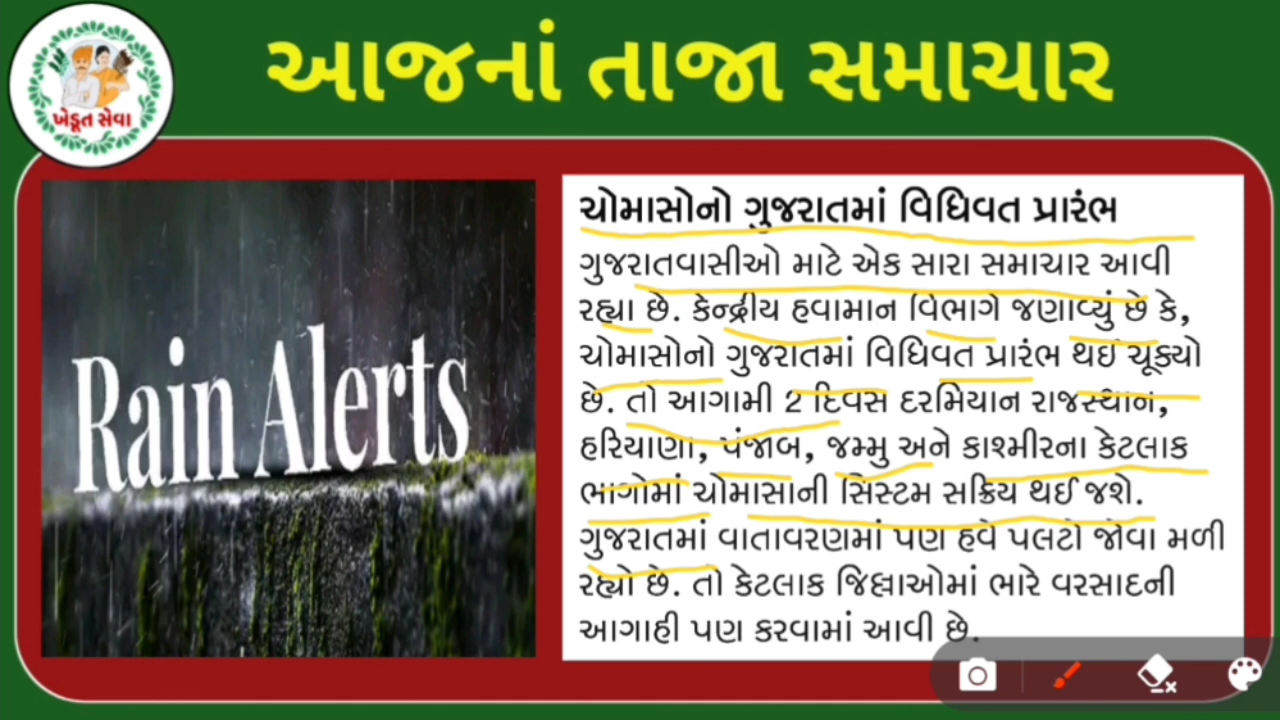 આજનાં તાજા સમાચાર
ખેડૂત સેવા
Rain Alerts
ચોમાસોનો ગુજરાતમાં વિધિવત પ્રારંભ
ગુજરાતવાસીઓ માટે એક સારા સમાચાર આવી
રહ્યા છે. કેન્દ્રીય હવામાન વિભાગે જણાવ્યું છે કે,
ચોમાસોનો ગુજરાતમાં વિધિવત પ્રારંભ થઈ ચૂક્યો
છે. તો આગામી 2 દિવસ દરમિયાન રાજસ્થાન,
હરિયાણા, પંજાબ, જમ્મુ અને કાશ્મીરના કેટલાક
ભાગોમાં ચોમાસાની સિસ્ટમ સક્રિય થઈ જશે.
ગુજરાતમાં વાતાવરણમાં પણ હવે પલટો જોવા મળી
રહ્યો છે. તો કેટલાક જિલ્લાઓમાં ભારે વરસાદની
આગાહી પણ કરવામાં આવી છે.